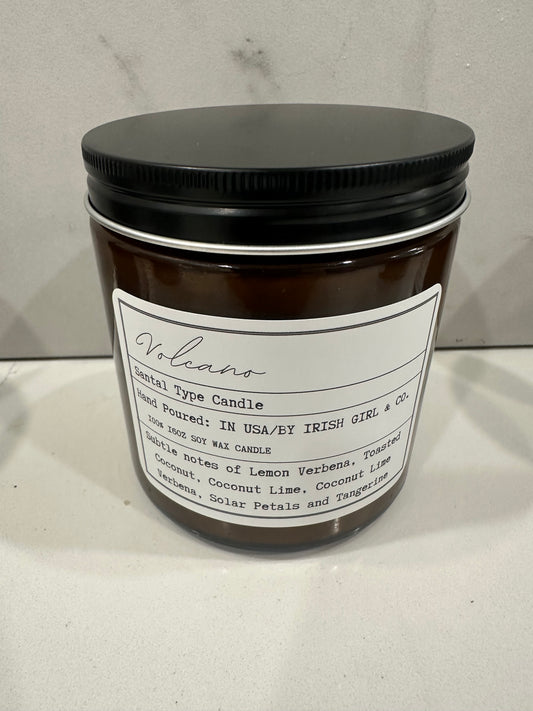 Volcano
Santal Type Candle
Hand Poured: IN USA/BY IRISH GIRL & CO.
100% 16OZ SOY WAX CANDLE
Subtle notes of Lemon Verbena, Toasted
Coconut, Coconut Lime, Coconut Lime
Verbena, Solar Petals and Tangerine